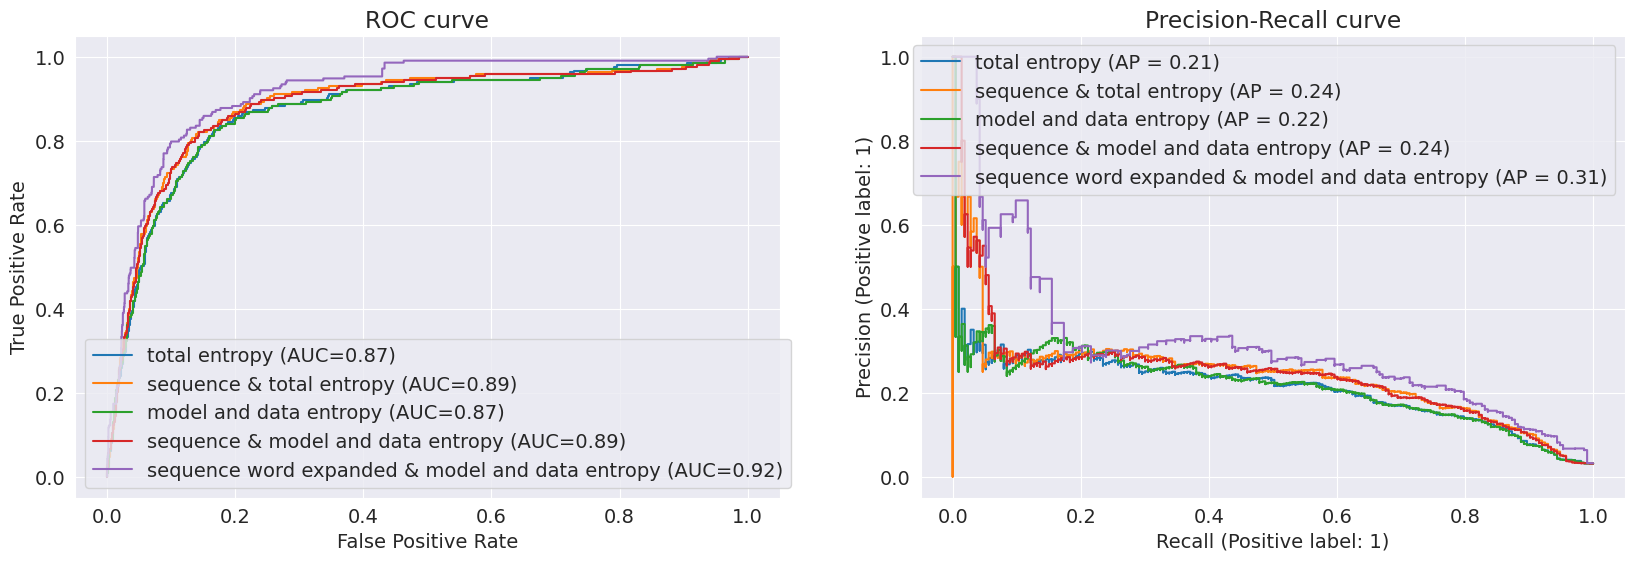 ROC curve
1.0
0.8
0.6
0.4
0.2
0.0
True Positive Rate
total entropy (AUC=0.87)
sequence & total entropy (AUC=0.89)
model and data entropy (AUC=0.87)
sequence & model and data entropy (AUC=0.89)
sequence word expanded & model and data entropy (AUC=0.92)
0.0 0.2 0.4 0.6 0.8 1.0
False Positive Rate
Precision-Recall curve
total entropy (AP = 0.21)
sequence & total entropy (AP = 0.24)
model and data entropy (AP = 0.22)
sequence & model and data entropy (AP = 0.24)
sequence word expanded & model and data entropy (AP = 0.31)
1.0
0.8
0.6
0.4
0.2
0.0
Precision (Positive label: 1)
0.0 0.2 0.4 0.6 0.8 1.0
Recall (Positive label: 1)